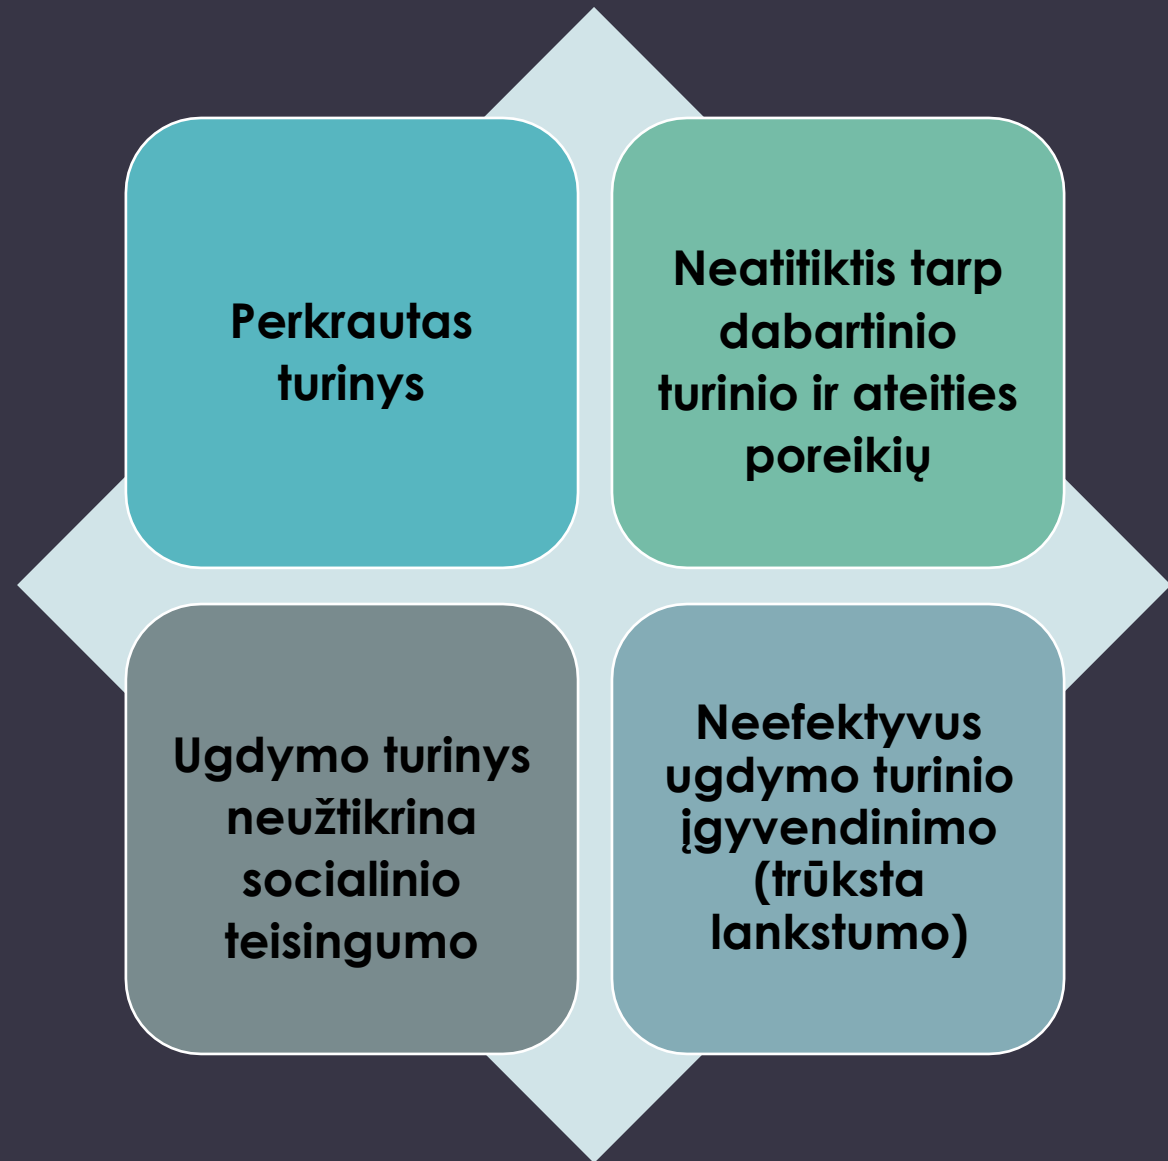 Perkrautas
turinys
Neatitiktis tarp
dabartinio
turinio ir ateities
poreikių
Ugdymo turinys
neužtikrina
socialinio
teisingumo
Neefektyvus
ugdymo turinio
įgyvendinimo
(trūksta
lankstumo)